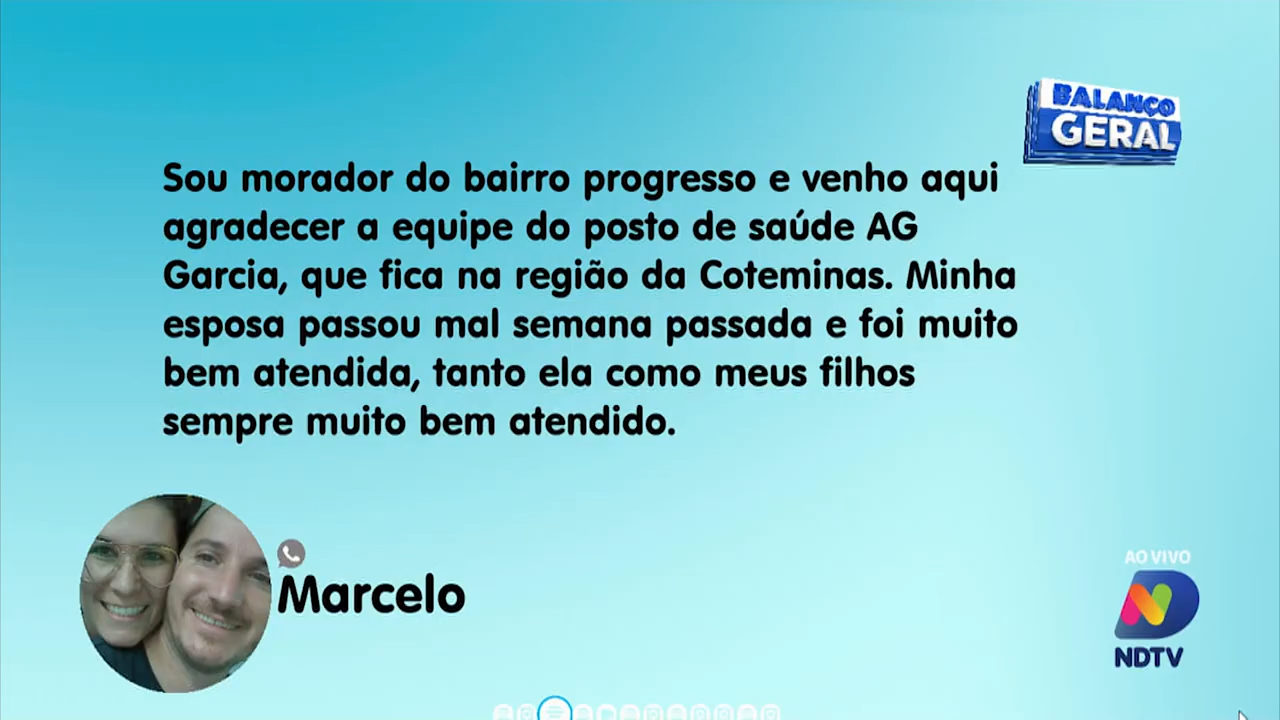 BALANÇO
GERAL
Sou morador do bairro progresso e venho aqui
agradecer a equipe do posto de saúde AG
Garcia, que fica na região da Coteminas. Minha
esposa passou mal semana passada e foi muito
bem atendida, tanto ela como meus filhos
sempre muito bem atendido.
Marcelo
AO VIVO
NDTV